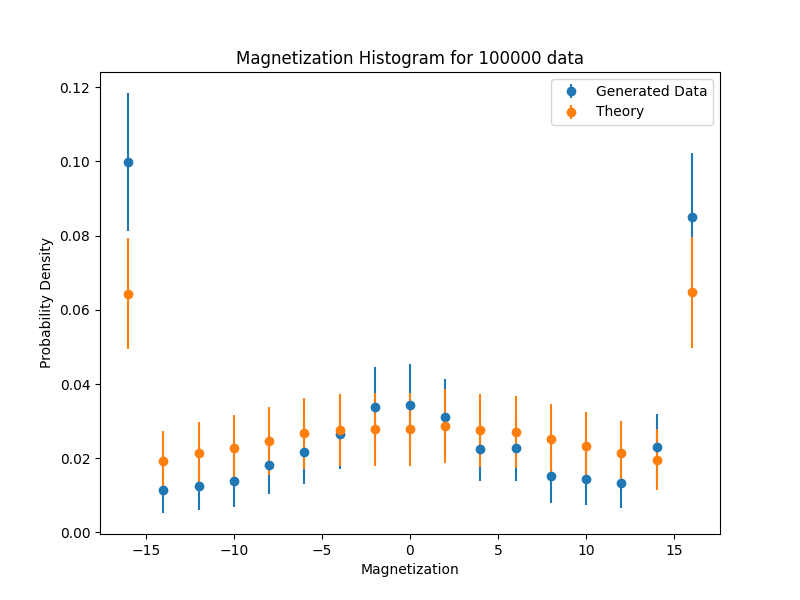 Magnetization Histogram for 100000 data
Generated Data
Theory
0.12
0.10
0.08
0.06
0.04
0.02
0.00
Probability Density
−15
−10
−5
0
5
10
15
Magnetization